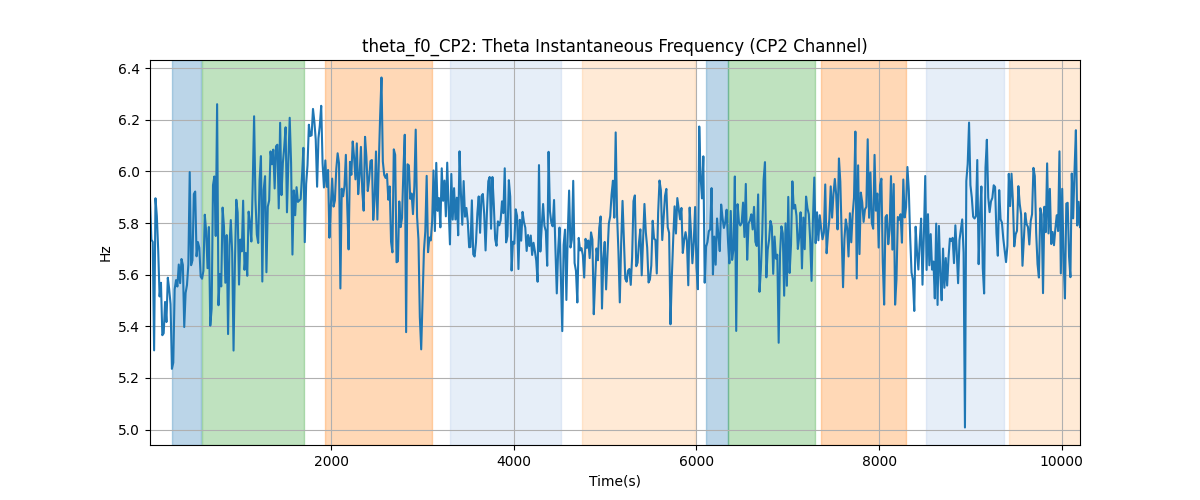 theta_f0_CP2: Theta Instantaneous Frequency (CP2 Channel)
6.4
6.2
6.0
5.8
5.6
5.4
5.2
5.0
Hz
2000 4000 6000 8000 10000
Time(s)